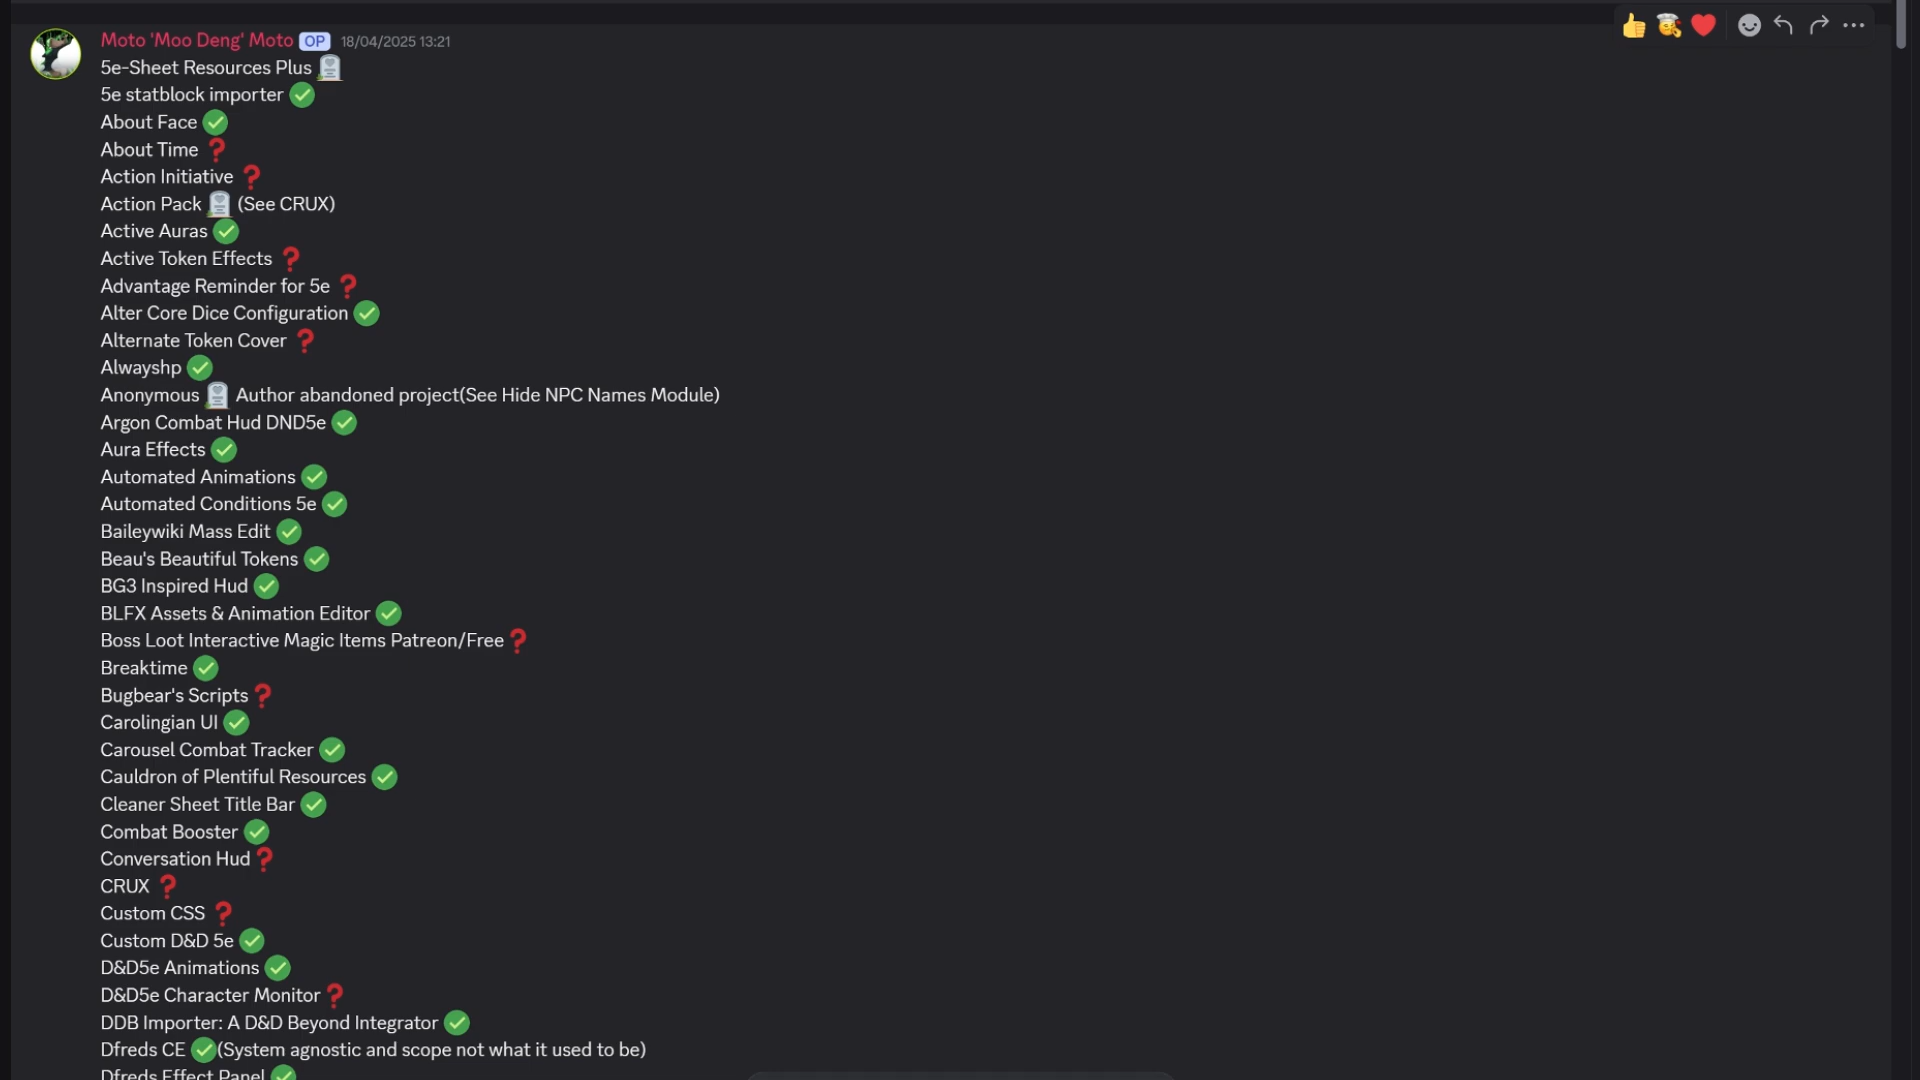 Moto 'Moo Deng' Moto OP 18/04/2025 13:21
5e-Sheet Resources Plus 🪦
5e statblock importer ✅
About Face ✅
About Time ❓
Action Initiative ❓
Action Pack 🪦 (See CRUX)
Active Auras ✅
Active Token Effects ❓
Advantage Reminder for 5e ❓
Alter Core Dice Configuration ✅
Alternate Token Cover ❓
Alwayshp ✅
Anonymous 🪦 Author abandoned project(See Hide NPC Names Module)
Argon Combat Hud DND5e ✅
Aura Effects ✅
Automated Animations ✅
Automated Conditions 5e ✅
Baileywiki Mass Edit ✅
Beau's Beautiful Tokens ✅
BG3 Inspired Hud ✅
BLFX Assets & Animation Editor ✅
Boss Loot Interactive Magic Items Patreon/Free ❓
Breaktime ✅
Bugbear's Scripts ❓
Carolingian UI ✅
Carousel Combat Tracker ✅
Cauldron of Plentiful Resources ✅
Cleaner Sheet Title Bar ✅
Combat Booster ✅
Conversation Hud ❓
CRUX ❓
Custom CSS ❓
Custom D&D 5e ✅
D&D5e Animations ✅
D&D5e Character Monitor ❓
DDB Importer: A D&D Beyond Integrator ✅
Dfreds CE ✅(System agnostic and scope not what it used to be)
Dfreds Effect Panel ✅